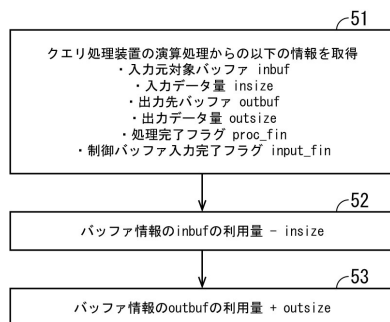 51
クエリ処理装置の演算処理からの以下の情報を取得
・入力元対象バッファ inbuf
・入力データ量 insize
・出力先バッファ outbuf
・出力データ量 outsize
・処理完了フラグ proc_fin
・制御バッファ入力完了フラグ input_fin
52
バッファ情報のinbufの利用量 − insize
53
バッファ情報のoutbufの利用量 + outsize